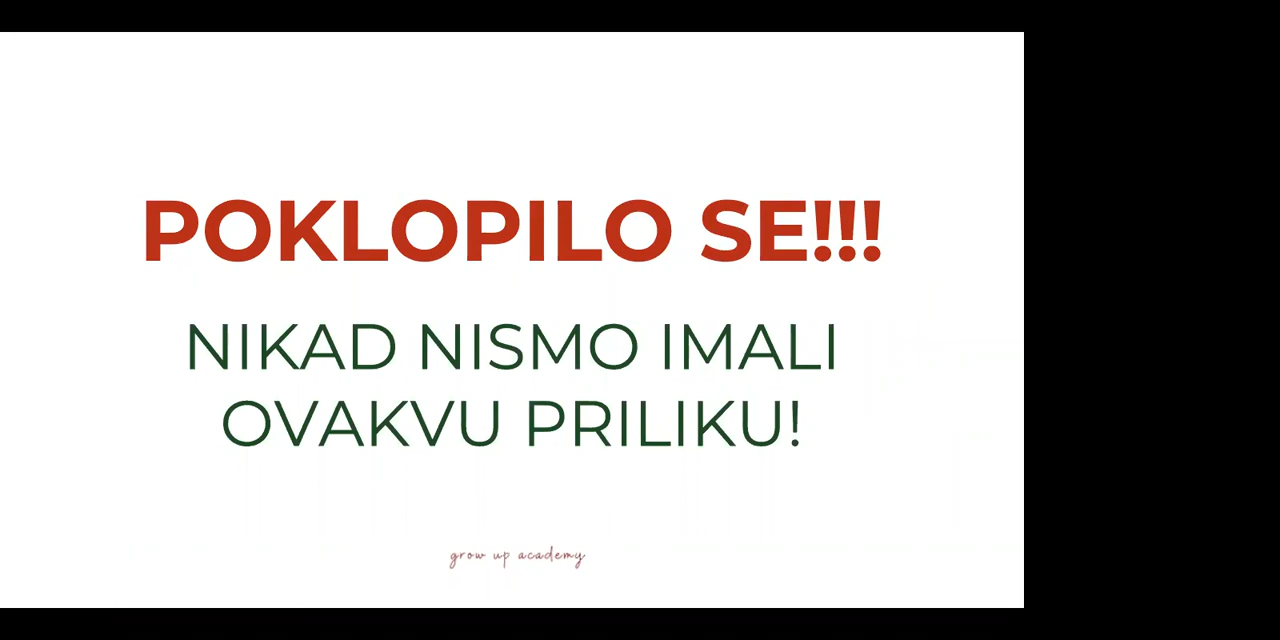 POKLOPILO SE!!!
NIKAD NISMO IMALI
OVAKVU PRILIKU!
grow up academy